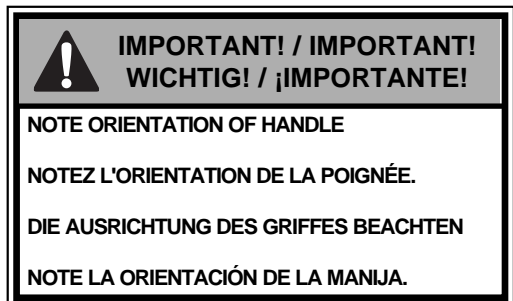 IMPORTANT! / IMPORTANT!
WICHTIG! / ¡IMPORTANTE!
NOTE ORIENTATION OF HANDLE
NOTEZ L'ORIENTATION DE LA POIGNÉE.
DIE AUSRICHTUNG DES GRIFFES BEACHTEN
NOTE LA ORIENTACIÓN DE LA MANIJA.